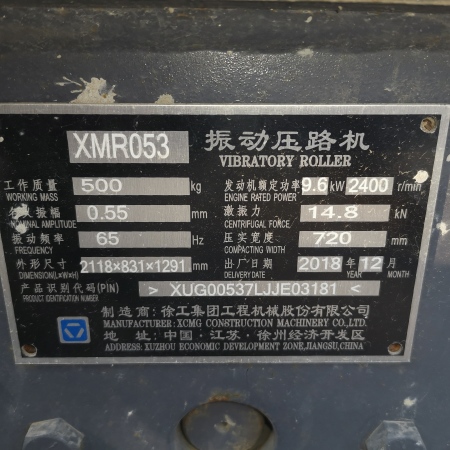 XMR053 振动压路机
VIBRATORY ROLLER
工作质量 500 kg 发动机额定功率 9.6 kW 2400 r/min
WORKING MASS ENGINE RATED POWER
名义振幅 0.55 mm 激振力 14.8 kN
NOMINAL AMPLITUDE CENTRIFUGAL FORCE
振动频率 65 Hz 压实宽度 720 mm
FREQUENCY COMPACTING WIDTH
外形尺寸 2118×831×1291 mm 出厂日期 2018 年 12 月
DIMENSION(L×W×H) DELIVERY DATE YEAR MONTH
产品识别代码(PIN) > XUG00537LJJE03181 <
PRODUCT IDENTIFICATION NUMBER
制造商:徐工集团工程机械股份有限公司
MANUFACTURER: XCMG CONSTRUCTION MACHINERY CO.,LTD.
地 址:中国·江苏·徐州经济开发区
ADDRESS: XUZHOU ECONOMIC DEVELOPMENT ZONE,JIANGSU,CHINA